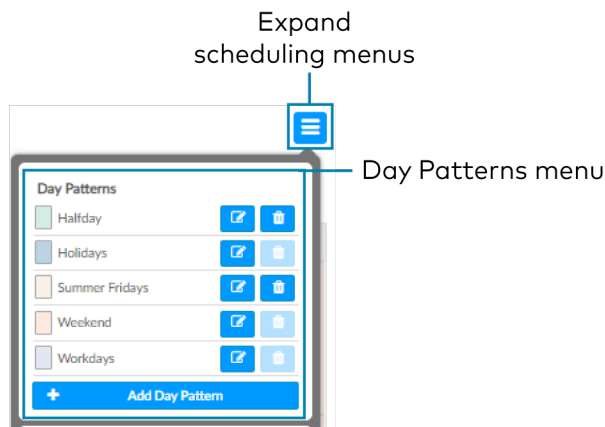 Expand
scheduling menus
Day Patterns menu
Day Patterns
Halfday
Holidays
Summer Fridays
Weekend
Workdays
Add Day Pattern